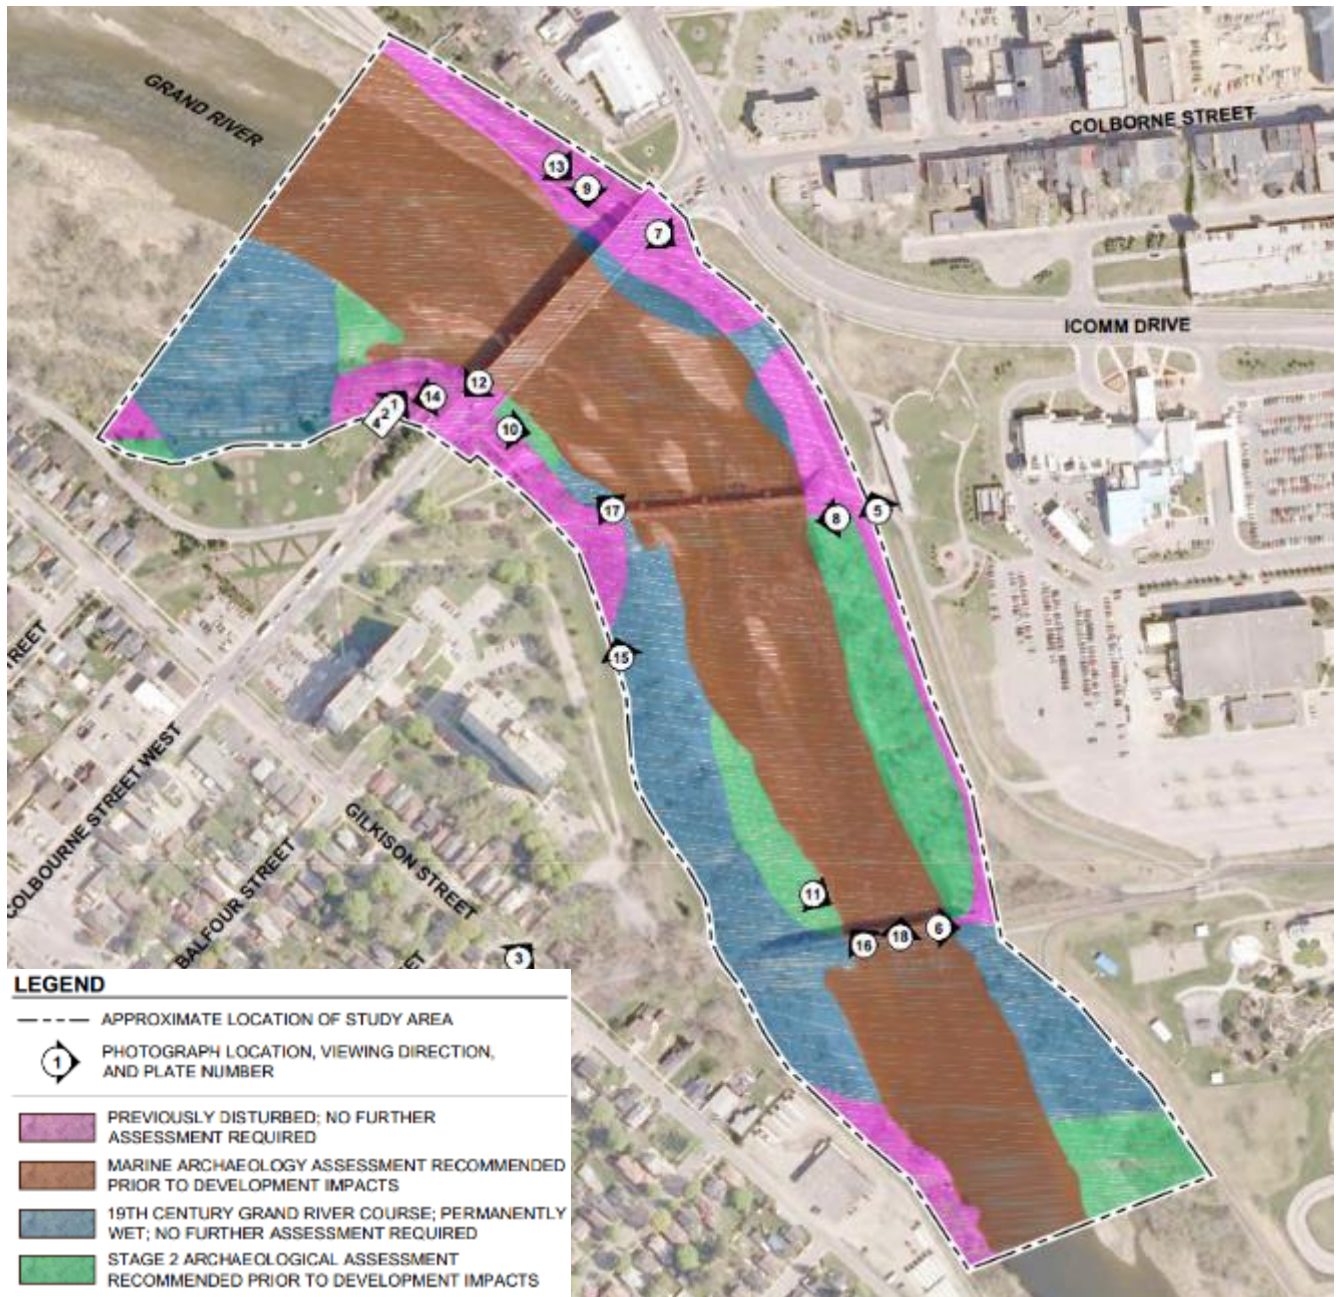 GRAND RIVER
COLBORNE STREET
13
9
7
ICOMM DRIVE
12
14
1
2
4
10
17
8
5
REET
15
COLBOURNE STREET WEST
GILKISON STREET
BALFOUR STREET
11
6
18
16
3
ET
LEGEND
APPROXIMATE LOCATION OF STUDY AREA
1
PHOTOGRAPH LOCATION, VIEWING DIRECTION,
AND PLATE NUMBER
PREVIOUSLY DISTURBED; NO FURTHER
ASSESSMENT REQUIRED
MARINE ARCHAEOLOGY ASSESSMENT RECOMMENDED
PRIOR TO DEVELOPMENT IMPACTS
19TH CENTURY GRAND RIVER COURSE; PERMANENTLY
WET; NO FURTHER ASSESSMENT REQUIRED
STAGE 2 ARCHAEOLOGICAL ASSESSMENT
RECOMMENDED PRIOR TO DEVELOPMENT IMPACTS